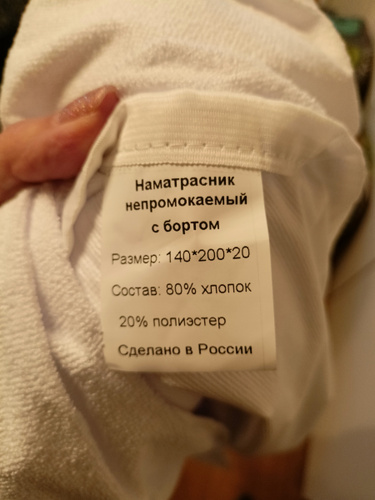 Наматрасник
непромокаемый
с бортом
Размер: 140*200*20
Состав: 80% хлопок
20% полиэстер
Сделано в России